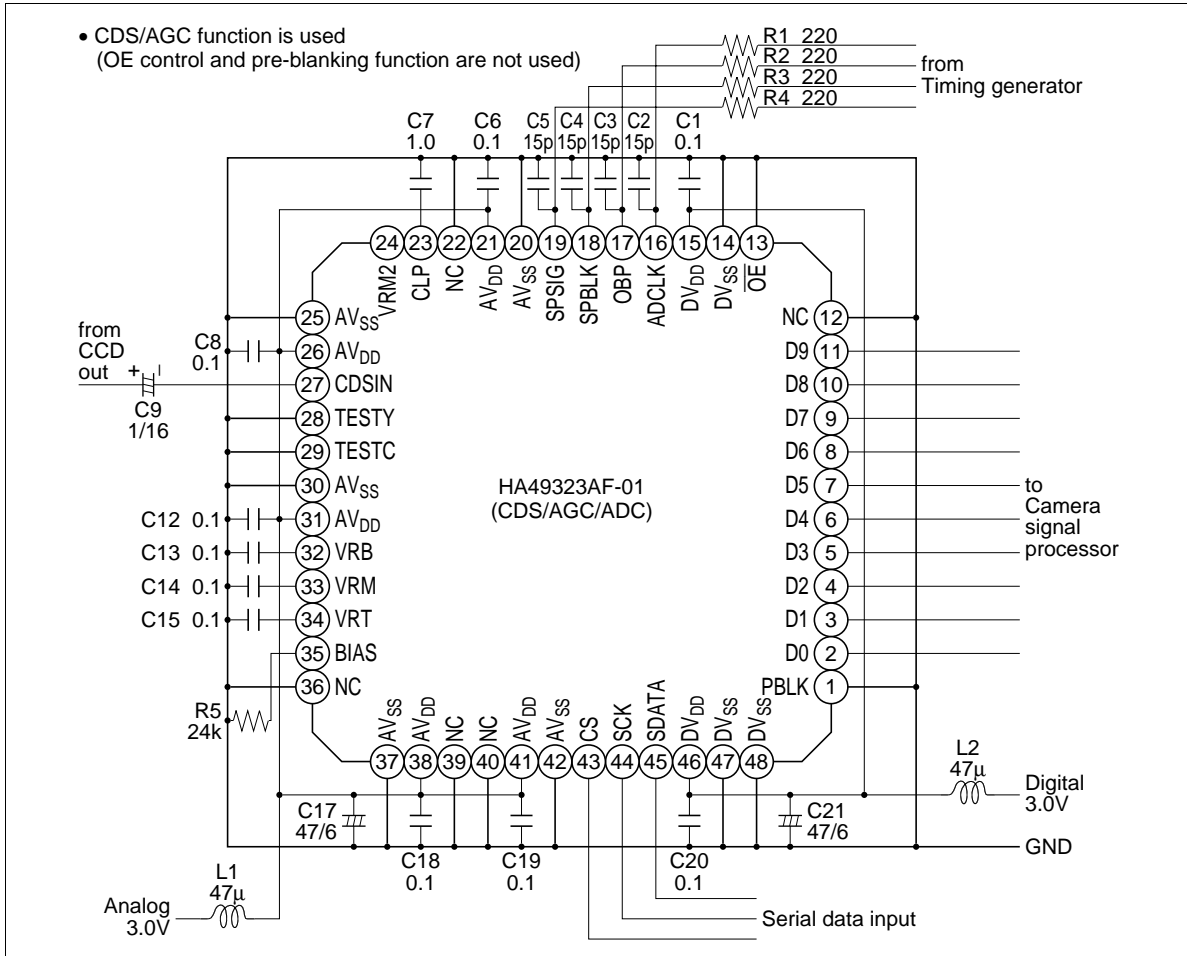 • CDS/AGC function is used
(OE control and pre-blanking function are not used)
R1 220
R2 220
R3 220
R4 220
from
Timing generator
C7
1.0
C6
0.1
C5
15p
C4
15p
C3
15p
C2
15p
C1
0.1
24
23
22
21
20
19
18
17
16
15
14
13
VRM2
CLP
NC
AVDD
AVSS
SPSIG
SPBLK
OBP
ADCLK
DVDD
DVSS
OE
from
CCD
out
+
–
C8
0.1
C9
1/16
C12 0.1
C13 0.1
C14 0.1
C15 0.1
R5
24k
25 AVSS
26 AVDD
27 CDSIN
28 TESTY
29 TESTC
30 AVSS
31 AVDD
32 VRB
33 VRM
34 VRT
35 BIAS
36 NC
HA49323AF-01
(CDS/AGC/ADC)
NC 12
D9 11
D8 10
D7 9
D6 8
D5 7
D4 6
D3 5
D2 4
D1 3
D0 2
PBLK 1
to
Camera
signal
processor
AVSS
AVDD
NC
NC
AVDD
AVSS
CS
SCK
SDATA
DVDD
DVSS
DVSS
37
38
39
40
41
42
43
44
45
46
47
48
L2
47μ
Digital
3.0V
C17
47/6
C21
47/6
GND
C18
0.1
C19
0.1
C20
0.1
L1
47μ
Analog
3.0V
Serial data input